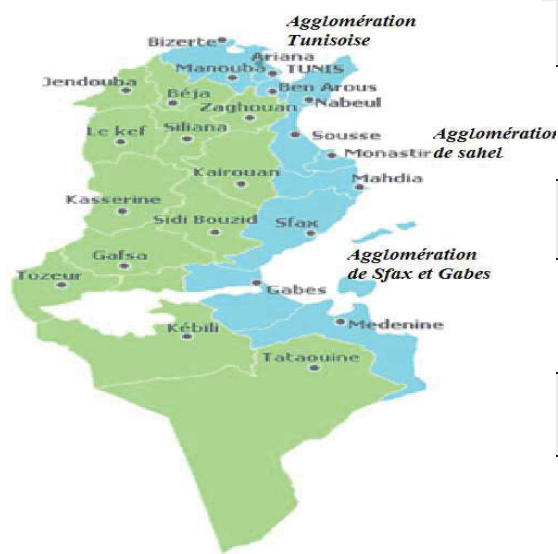 Agglomération
Tunisoise
Bizerte
Ariana
Manouba
TUNIS
Jendouba
Béja
Ben Arous
Nabeul
Zaghouan
Le kef
Siliana
Sousse
Agglomération
de sahel
Monastir
Kairouan
Mahdia
Kasserine
Sidi Bouzid
Sfax
Gafsa
Agglomération
de Sfax et Gabes
Tozeur
Gabes
Kébili
Medenine
Tataouine